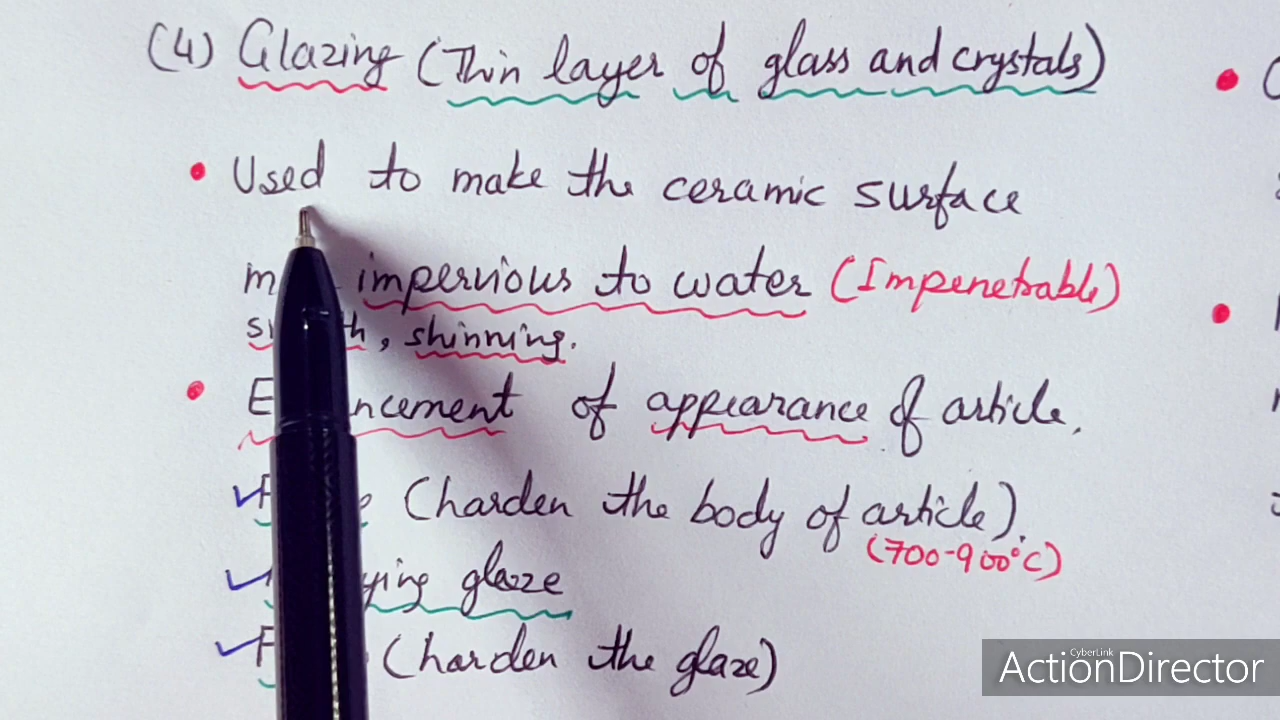 (4) Glazing (Thin layer of glass and crystals)
• Used to make the ceramic surface
impervious to water (Impenetrable)
, shinning.
• of appearance of article.
✓ (harden the body of article).
(700-900°C)
✓ glaze
✓ (harden the glaze)
CyberLink
ActionDirector